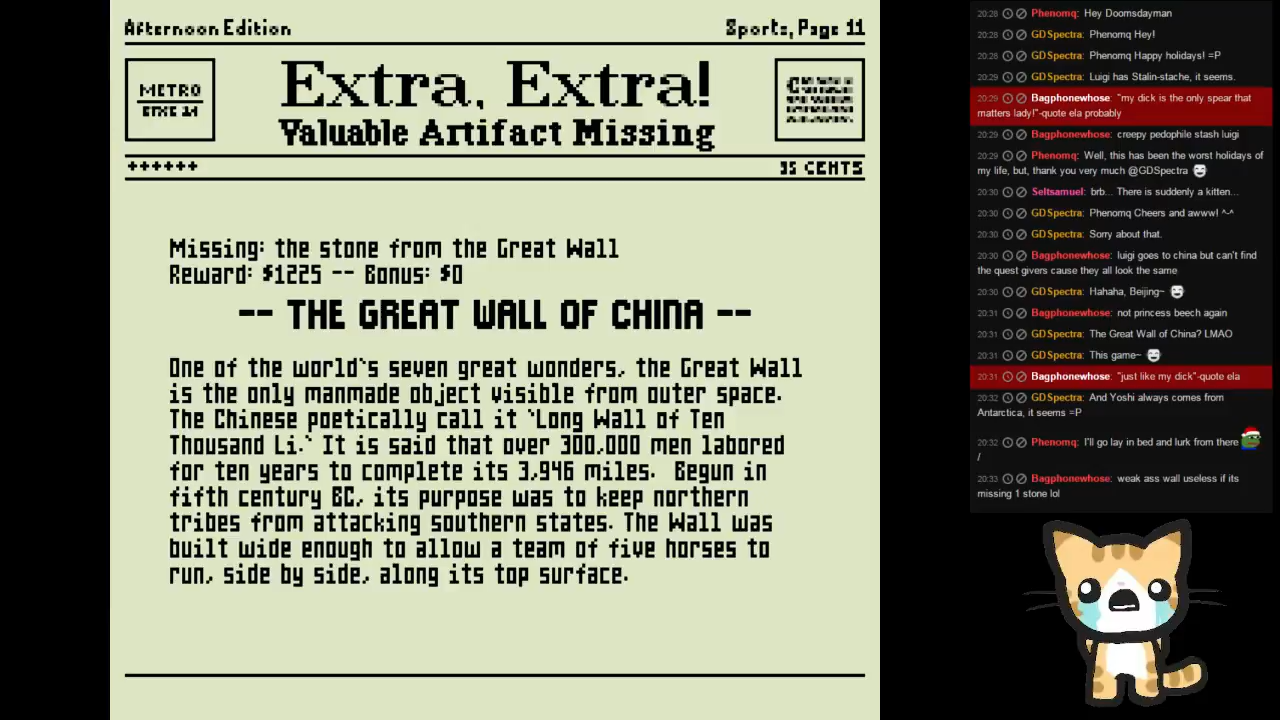 Afternoon Edition
Sports, Page 11
METRO
Extra, Extra!
Valuable Artifact Missing
++++++
35 CENTS
Missing: the stone from the Great Wall
Reward: $1225 -- Bonus: $0
-- THE GREAT WALL OF CHINA --
One of the world's seven great wonders, the Great Wall
is the only manmade object visible from outer space.
The Chinese poetically call it 'Long Wall of Ten
Thousand Li.' It is said that over 300,000 men labored
for ten years to complete its 3,946 miles.  Begun in
fifth century BC, its purpose was to keep northern
tribes from attacking southern states. The Wall was
built wide enough to allow a team of five horses to
run, side by side, along its top surface.
20:28 Phenomq: Hey Doomsdayman
20:28 GDSpectra: Phenomq Hey!
20:28 GDSpectra: Phenomq Happy holidays! =P
20:29 GDSpectra: Luigi has Stalin-stache, it seems.
20:29 Bagphonewhose: "my dick is the only spear that
matters lady!"-quote ela probably
20:29 Bagphonewhose: creepy pedophile stash luigi
20:29 Phenomq: Well, this has been the worst holidays of
my life, but, thank you very much @GDSpectra
20:30 Seltsamuel: brb... There is suddenly a kitten...
20:30 GDSpectra: Phenomq Cheers and aww! ^-^
20:30 GDSpectra: Sorry about that.
20:30 Bagphonewhose: luigi goes to china but can't find
the quest givers cause they all look the same
20:30 GDSpectra: Hahaha, Beijing~
20:31 Bagphonewhose: not princess beech again
20:31 GDSpectra: The Great Wall of China? LMAO
20:31 GDSpectra: This game~
20:31 Bagphonewhose: "just like my dick"-quote ela
20:32 GDSpectra: And Yoshi always comes from
Antarctica, it seems =P
20:32 Phenomq: I'll go lay in bed and lurk from there
/
20:33 Bagphonewhose: weak ass wall useless if its
missing 1 stone lol